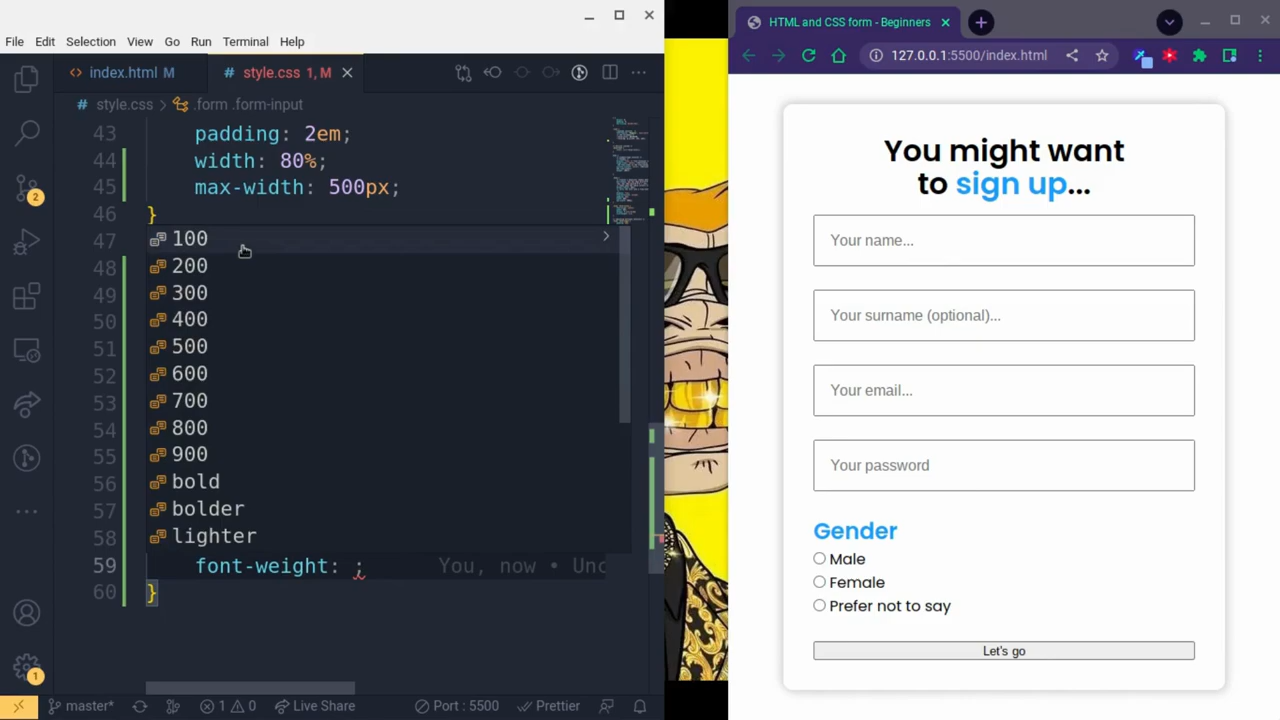 File Edit Selection View Go Run Terminal Help
index.html M
style.css 1, M
style.css > .form .form-input
43 padding: 2em;
44 width: 80%;
45 max-width: 500px;
46 }
47
48
49
50
51
52
53
54
55
56
57
58
100
200
300
400
500
600
700
800
900
bold
bolder
lighter
59 font-weight: ; You, now • Unc
60 }
2
1
master* 1 0 Live Share Port : 5500 Prettier
HTML and CSS form - Beginners
127.0.0.1:5500/index.html
You might want
to sign up...
Your name...
Your surname (optional)...
Your email...
Your password
Gender
Male
Female
Prefer not to say
Let's go